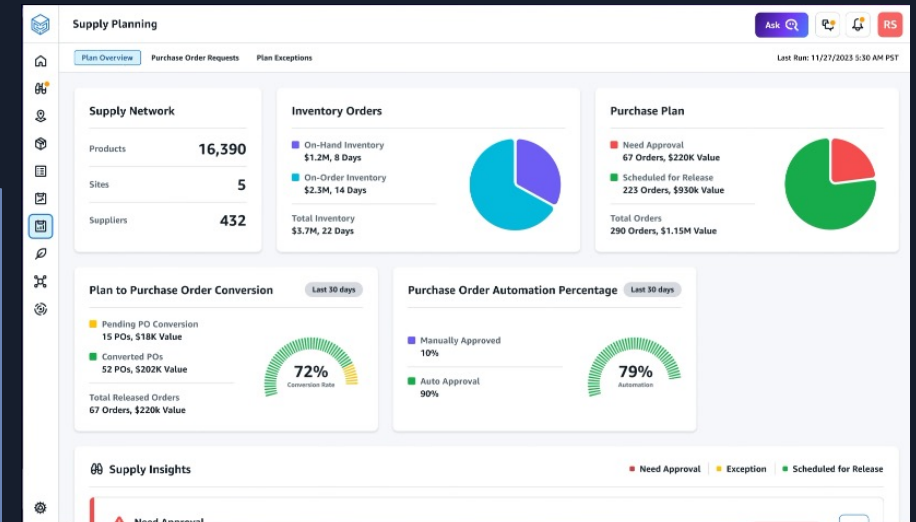 Supply Planning
Ask
RS
Plan Overview
Purchase Order Requests
Plan Exceptions
Last Run: 11/27/2023 5:30 AM PST
Supply Network
Products
16,390
Sites
5
Suppliers
432
Inventory Orders
On-Hand Inventory
$1.2M, 8 Days
On-Order Inventory
$2.3M, 14 Days
Total Inventory
$3.7M, 22 Days
Purchase Plan
Need Approval
67 Orders, $220K Value
Scheduled for Release
223 Orders, $930k Value
Total Orders
290 Orders, $1.15M Value
Plan to Purchase Order Conversion
Last 30 days
Pending PO Conversion
15 POs, $18K Value
Converted POs
52 POs, $202K Value
Total Released Orders
67 Orders, $220k Value
72%
Conversion Rate
Purchase Order Automation Percentage
Last 30 days
Manually Approved
10%
Auto Approval
90%
79%
Automation
Supply Insights
Need Approval
Exception
Scheduled for Release
Need Approval